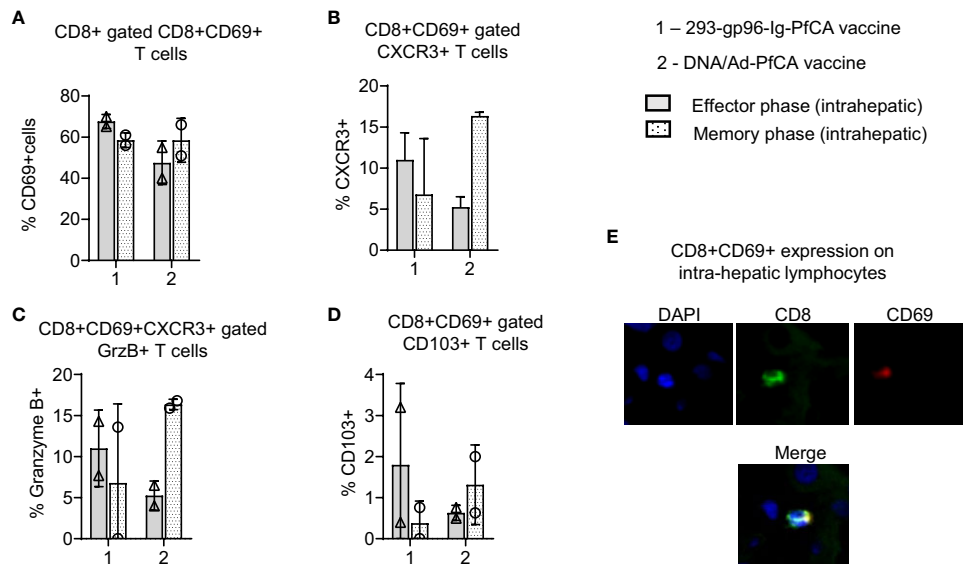 A
CD8+ gated CD8+CD69+
T cells
% CD69+cells
80
60
40
20
0
1
2
B
CD8+CD69+ gated
CXCR3+ T cells
% CXCR3+
20
15
10
5
0
1
2
1 – 293-gp96-Ig-PfCA vaccine
2 - DNA/Ad-PfCA vaccine
Effector phase (intrahepatic)
Memory phase (intrahepatic)
C
CD8+CD69+CXCR3+ gated
GrzB+ T cells
% Granzyme B+
20
15
10
5
0
1
2
D
CD8+CD69+ gated
CD103+ T cells
% CD103+
4
3
2
1
0
1
2
E
CD8+CD69+ expression on
intra-hepatic lymphocytes
DAPI
CD8
CD69
Merge